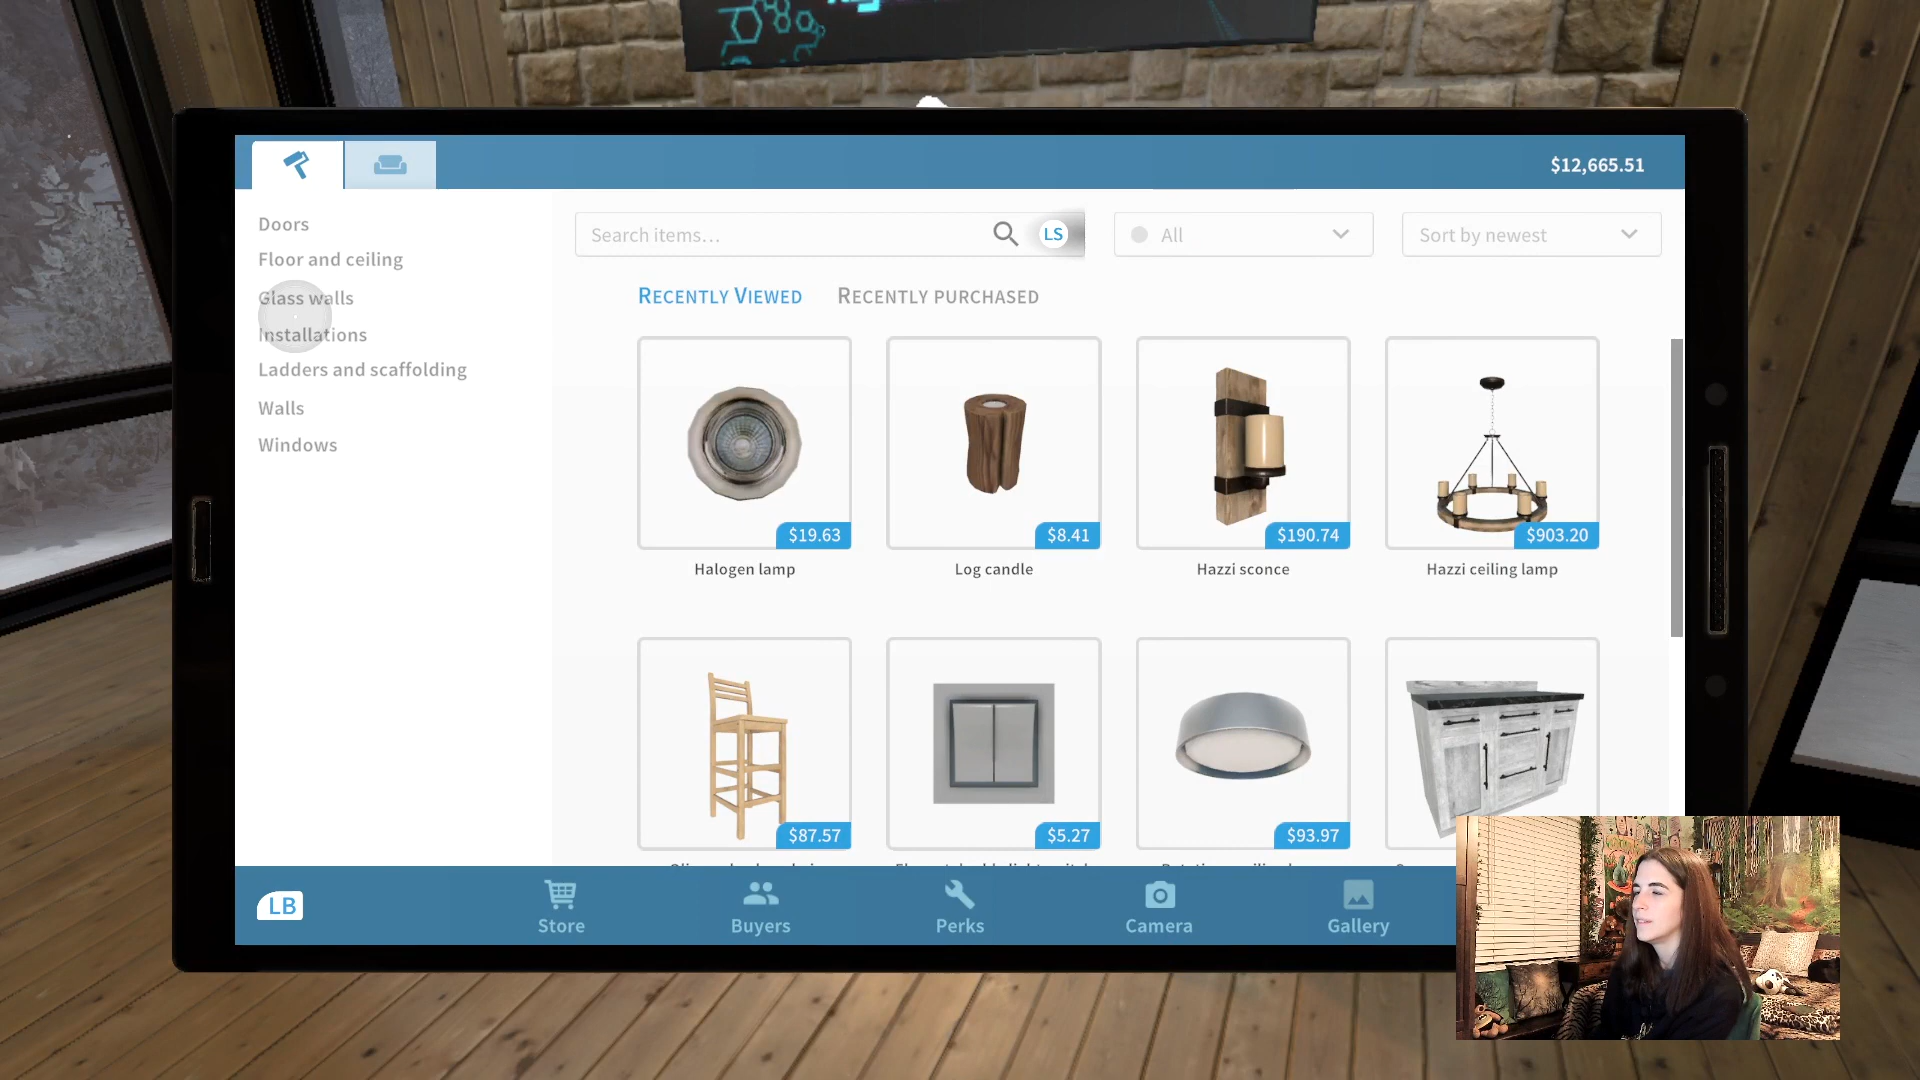 $12,665.51
Doors
Floor and ceiling
Glass walls
Installations
Ladders and scaffolding
Walls
Windows
Search items...
LS
All
Sort by newest
RECENTLY VIEWED
RECENTLY PURCHASED
$19.63
$8.41
$190.74
$903.20
Halogen lamp
Log candle
Hazzi sconce
Hazzi ceiling lamp
$87.57
$5.27
$93.97
LB
Store
Buyers
Perks
Camera
Gallery